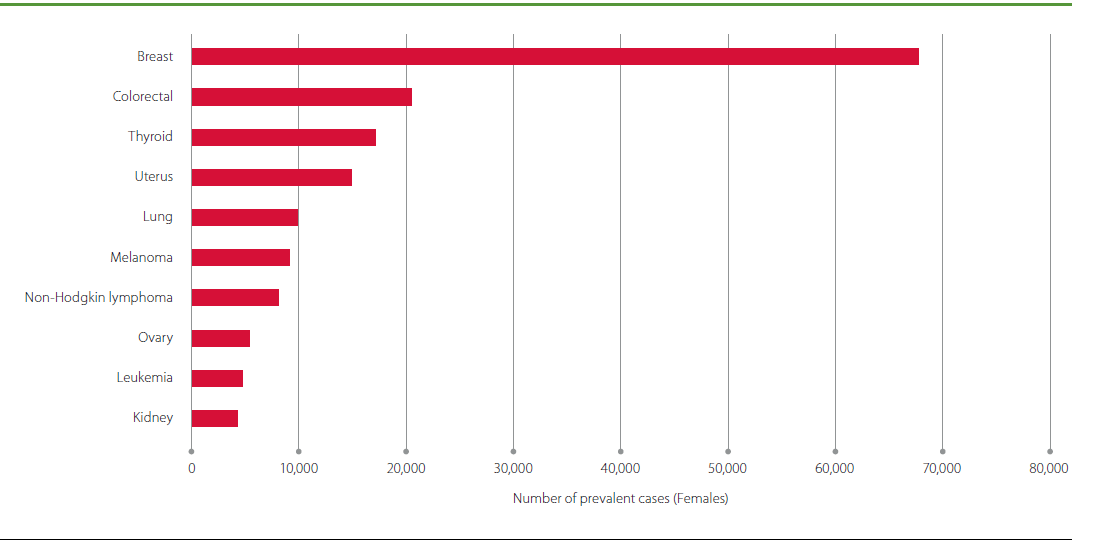 Breast
Colorectal
Thyroid
Uterus
Lung
Melanoma
Non-Hodgkin lymphoma
Ovary
Leukemia
Kidney
0 10,000 20,000 30,000 40,000 50,000 60,000 70,000 80,000
Number of prevalent cases (Females)